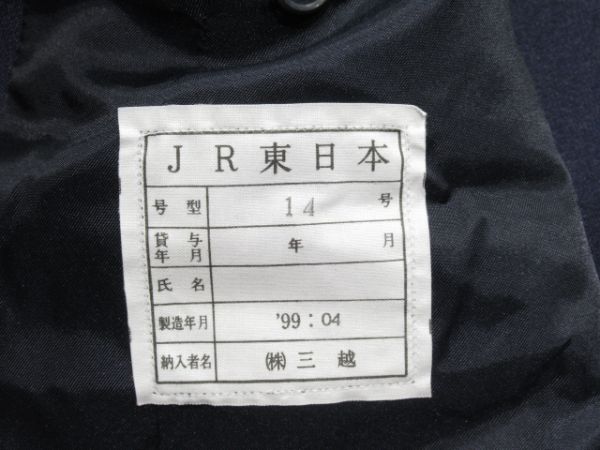 JR東日本
号型 14 号
貸与年月 年 月
氏名
製造年月 '99:04
納入者名 ㈱三越